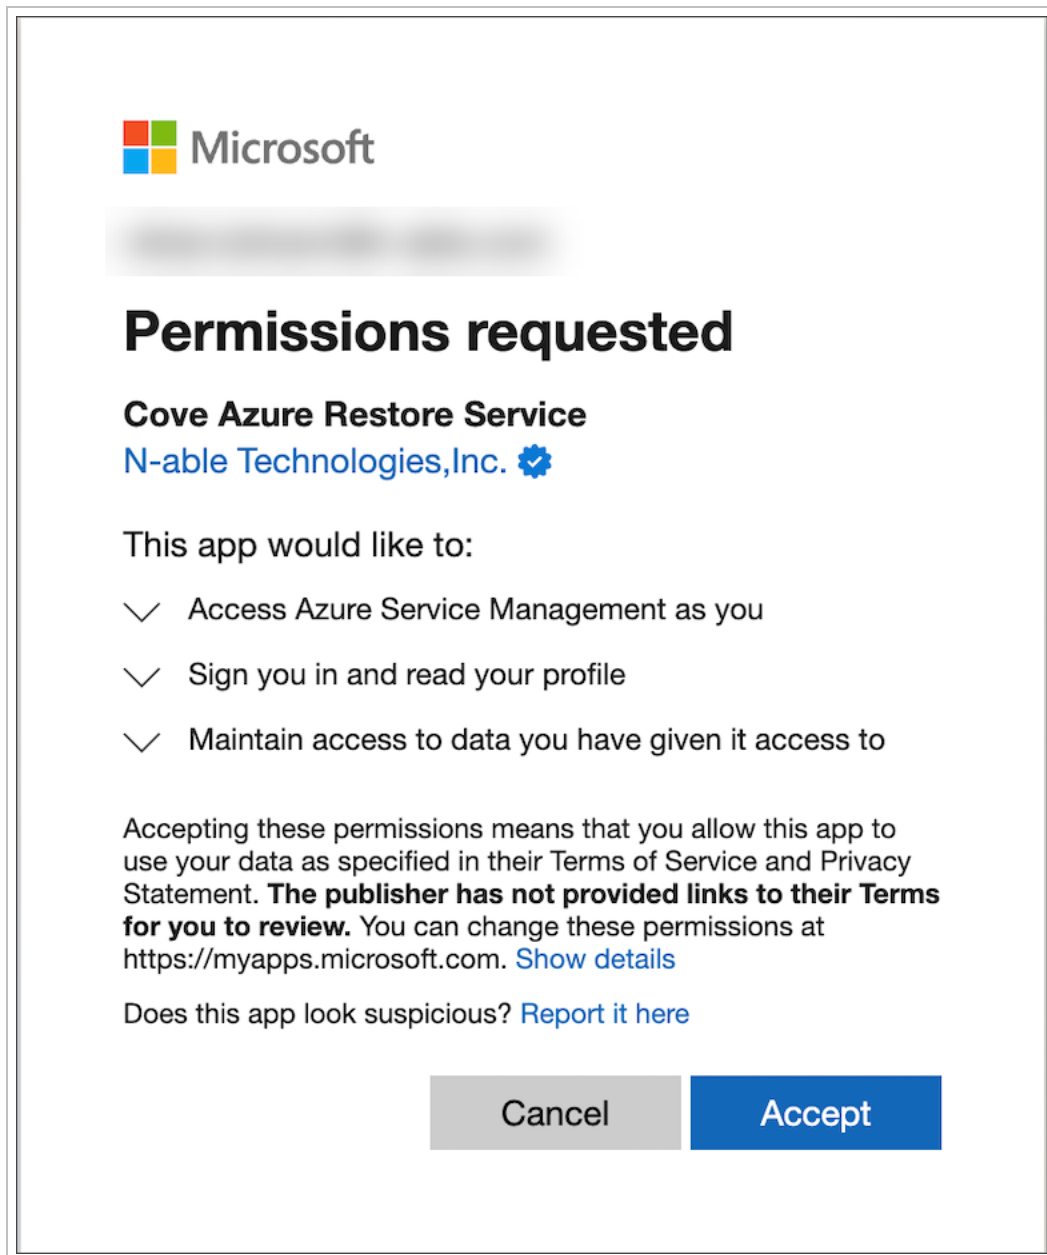 Microsoft
Permissions requested
Cove Azure Restore Service
N-able Technologies,Inc.
This app would like to:
Access Azure Service Management as you
Sign you in and read your profile
Maintain access to data you have given it access to
Accepting these permissions means that you allow this app to
use your data as specified in their Terms of Service and Privacy
Statement. The publisher has not provided links to their Terms
for you to review. You can change these permissions at
https://myapps.microsoft.com. Show details
Does this app look suspicious? Report it here
Cancel
Accept